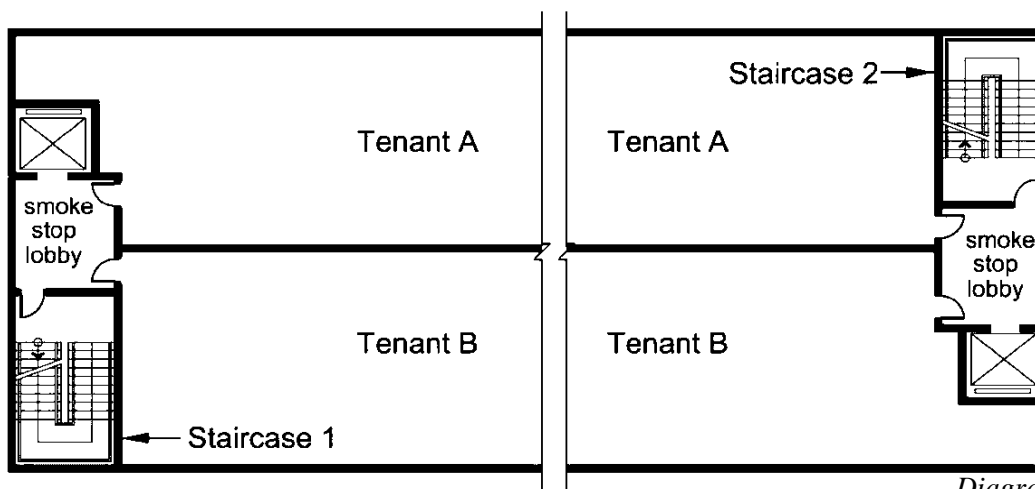 Staircase 2
Tenant A
Tenant A
smoke
stop
lobby
smoke
stop
lobby
Tenant B
Tenant B
Staircase 1